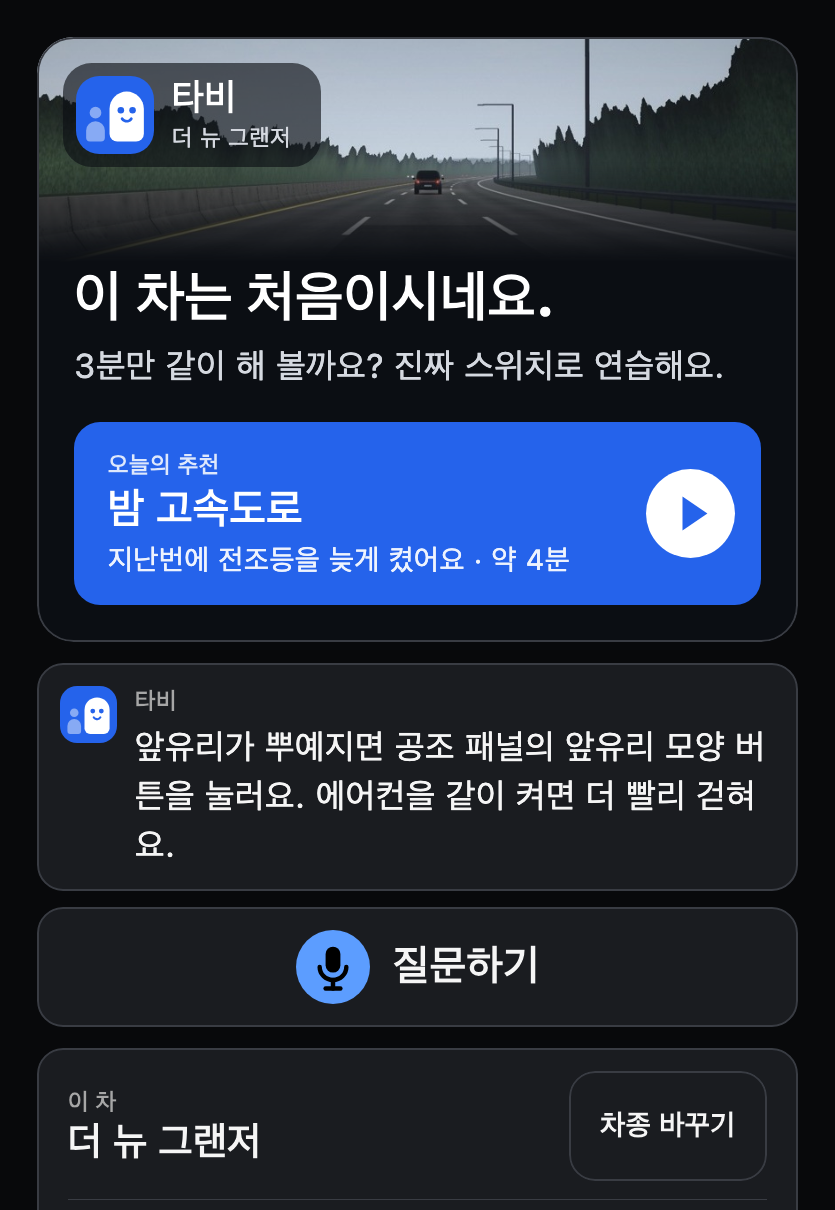 타비
더 뉴 그랜저
이 차는 처음이시네요.
3분만 같이 해 볼까요? 진짜 스위치로 연습해요.
오늘의 추천
밤 고속도로
지난번에 전조등을 늦게 켰어요 · 약 4분
타비
앞유리가 뿌예지면 공조 패널의 앞유리 모양 버
튼을 눌러요. 에어컨을 같이 켜면 더 빨리 걷혀
요.
질문하기
이 차
더 뉴 그랜저
차종 바꾸기